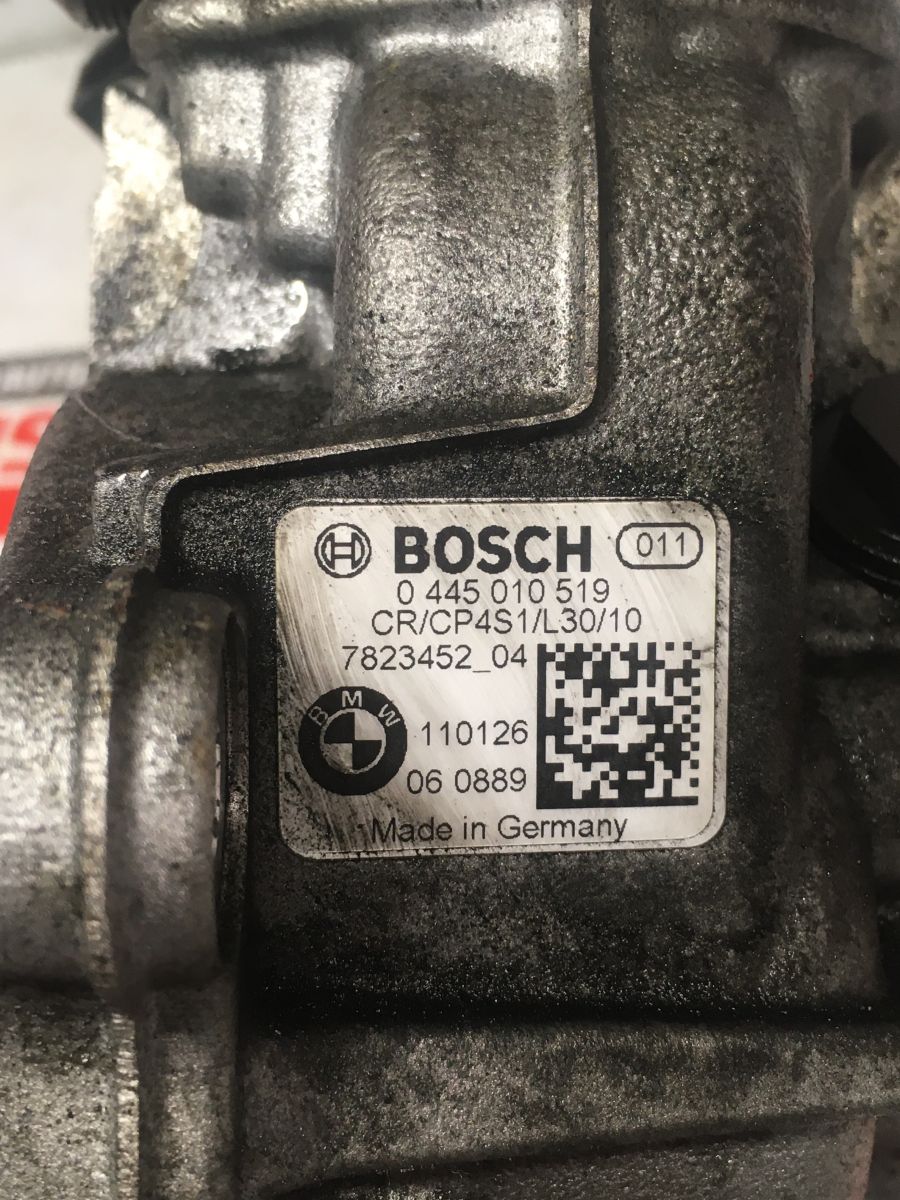 BOSCH 011
0 445 010 519
CR/CP4S1/L30/10
7823452_04
BMW
110126
06 0889
Made in Germany